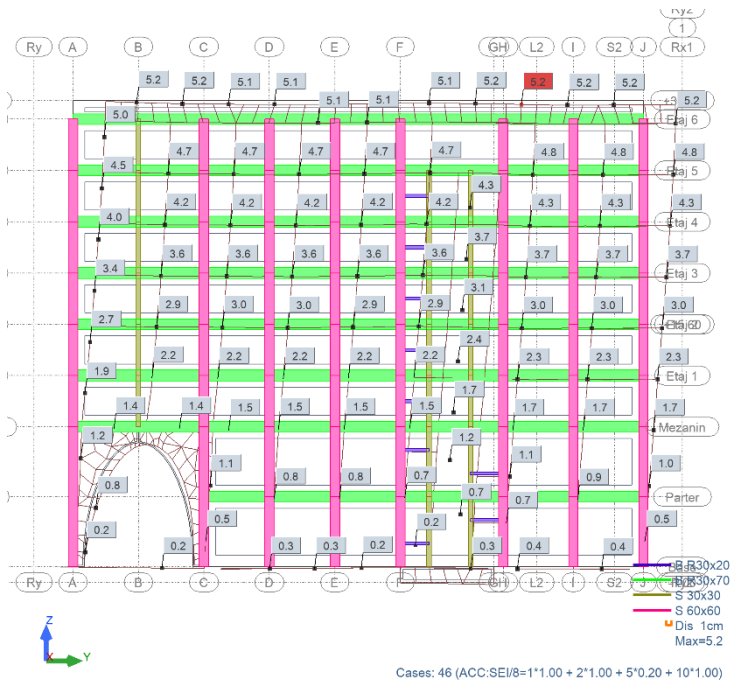 Ry2
1
Ry A B C D E F GH L2 I S2 J Rx1
5.2 5.2 5.1 5.1 5.1 5.2 5.2 5.2 5.2
5.0 5.1 5.1 +3 5.2
Etaj 6
4.5 4.7 4.7 4.7 4.7 4.7 4.8 4.8 4.8
Etaj 5
4.3
4.0 4.2 4.2 4.2 4.2 4.2 4.3 4.3 4.3
Etaj 4
3.7
3.4 3.6 3.6 3.6 3.6 3.6 3.7 3.7 3.7
Etaj 3
3.1
2.7 2.9 3.0 3.0 2.9 2.9 3.0 3.0 3.0
Etaj 2
2.4
1.9 2.2 2.2 2.2 2.2 2.2 2.3 2.3 2.3
Etaj 1
1.7
1.4 1.4 1.5 1.5 1.5 1.5 1.7 1.7 1.7
Mezanin
1.2 1.2
1.1 1.1 1.0
0.8 0.8 0.8 0.7 0.9
0.7 0.7 Parter
0.2 0.5 0.2 0.5
0.2 0.3 0.3 0.2 0.3 0.4 0.4
Ry A B C D E F GH L2 I S2 J
B R30x20
B R30x70
S 30x30
S 60x60
Dis 1cm
Max=5.2
Z
X Y
Cases: 46 (ACC:SEI/8=1*1.00 + 2*1.00 + 5*0.20 + 10*1.00)